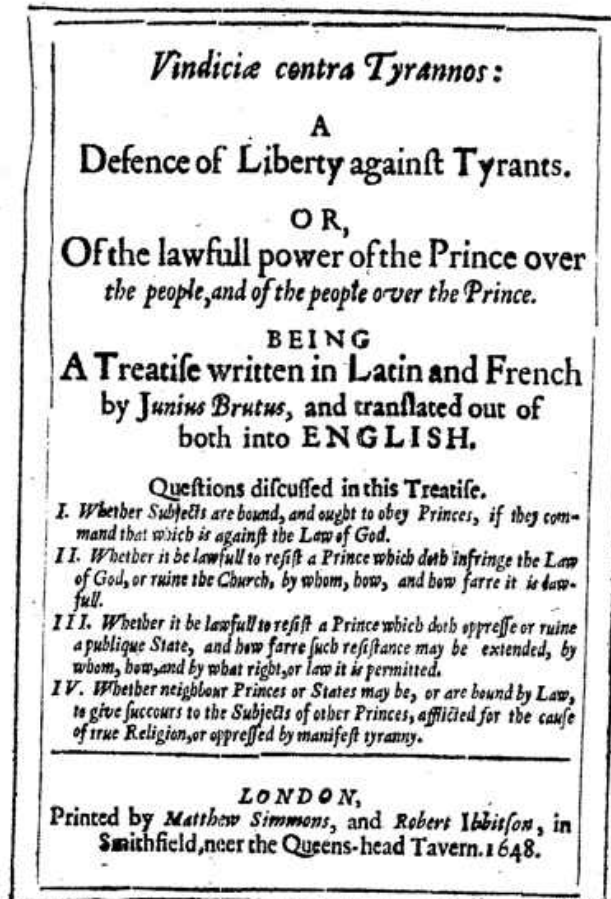 Vindiciæ contra Tyrannos:
A
Defence of Liberty againſt Tyrants.
OR,
Of the lawfull power of the Prince over
the people, and of the people over the Prince.
BEING
A Treatiſe written in Latin and French
by Junius Brutus, and tranſlated out of
both into ENGLISH.
Queſtions diſcuſſed in this Treatiſe.
I. Whether Subjects are bound, and ought to obey Princes, if they com-
mand that which is againſt the Law of God.
II. Whether it be lawfull to reſiſt a Prince which doth infringe the Law
of God, or ruine the Church, by whom, how, and how farre it is law-
full.
III. Whether it be lawfull to reſiſt a Prince which doth oppreſſe or ruine
a publique State, and how farre ſuch reſiſtance may be extended, by
whom, how, and by what right, or law it is permitted.
IV. Whether neighbour Princes or States may be, or are bound by Law,
to give ſuccours to the Subjects of other Princes, afflicted for the cauſe
of true Religion, or oppreſſed by manifeſt tyranny.
LONDON,
Printed by Matthew Simmons, and Robert Ibbitſon, in
Smithfield, neer the Queens-head Tavern. 1648.